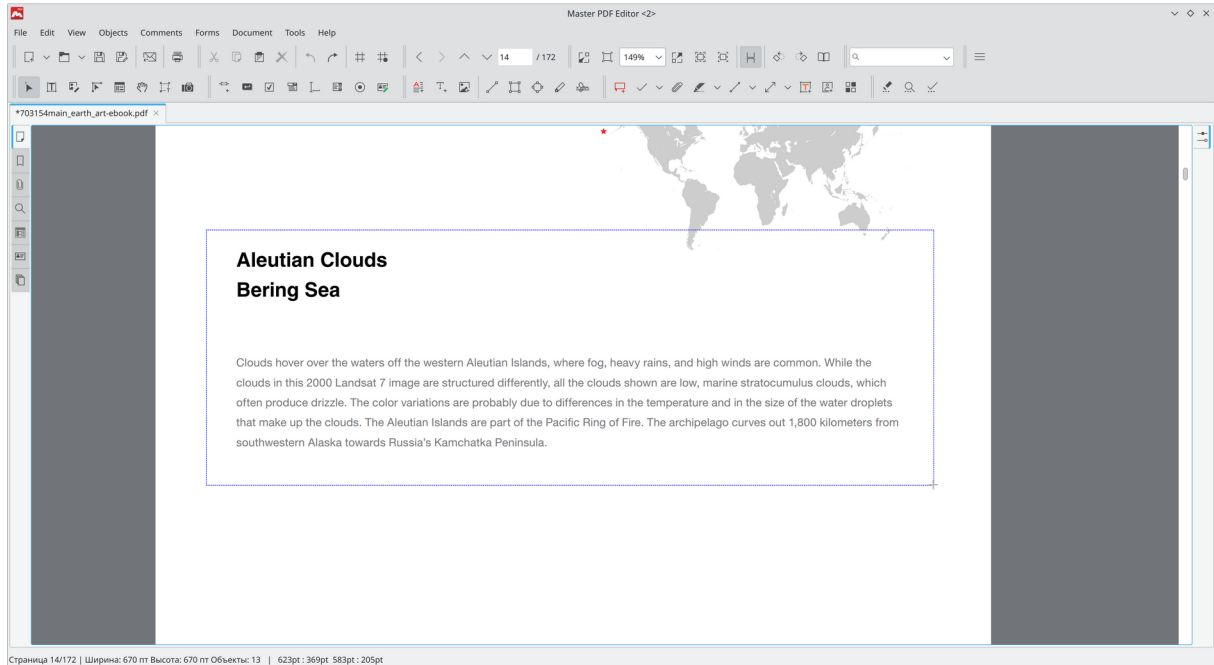 Master PDF Editor <2>
File Edit View Objects Comments Forms Document Tools Help
14 / 172 149%
*703154main_earth_art-ebook.pdf
Aleutian Clouds
Bering Sea
Clouds hover over the waters off the western Aleutian Islands, where fog, heavy rains, and high winds are common. While the
clouds in this 2000 Landsat 7 image are structured differently, all the clouds shown are low, marine stratocumulus clouds, which
often produce drizzle. The color variations are probably due to differences in the temperature and in the size of the water droplets
that make up the clouds. The Aleutian Islands are part of the Pacific Ring of Fire. The archipelago curves out 1,800 kilometers from
southwestern Alaska towards Russia's Kamchatka Peninsula.
Страница 14/172 | Ширина: 670 пт Высота: 670 пт Объекты: 13 | 623pt : 369pt 583pt : 205pt